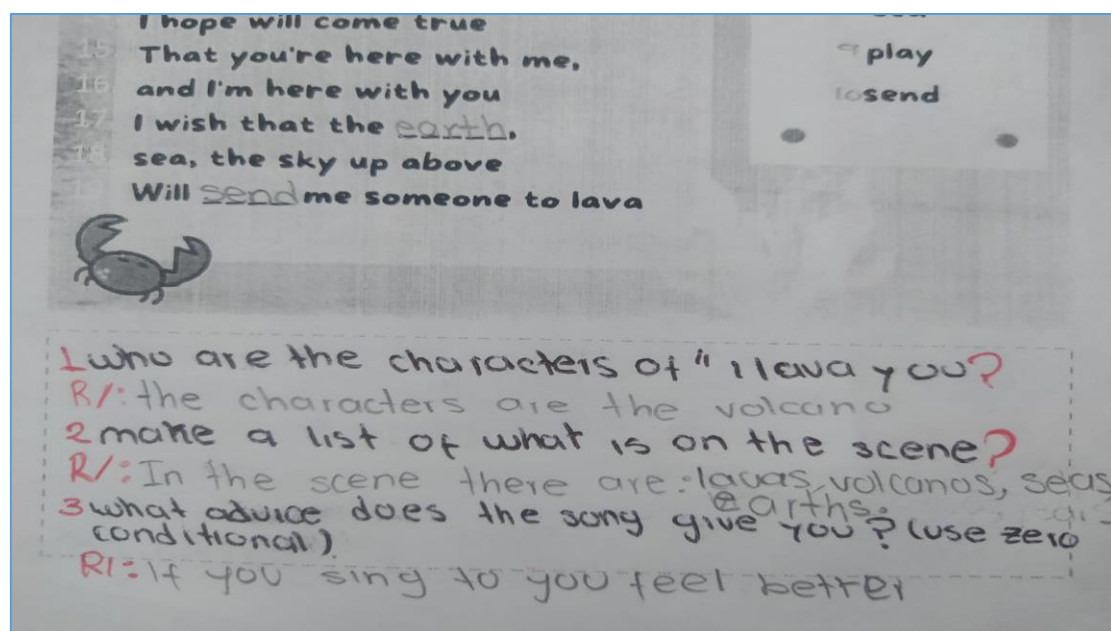 I hope will come true
15 That you're here with me,
play
16 and I'm here with you
10 send
17 I wish that the earth,
18 sea, the sky up above
Will send me someone to lava
1 who are the characters of "I lava you?
R/: the characters are the volcano
2 make a list of what is on the scene?
R/: In the scene there are: lavas, volcanos, seas
earths.
3 what advice does the song give you? (use zero
conditional)
R/: if you sing to you feel better